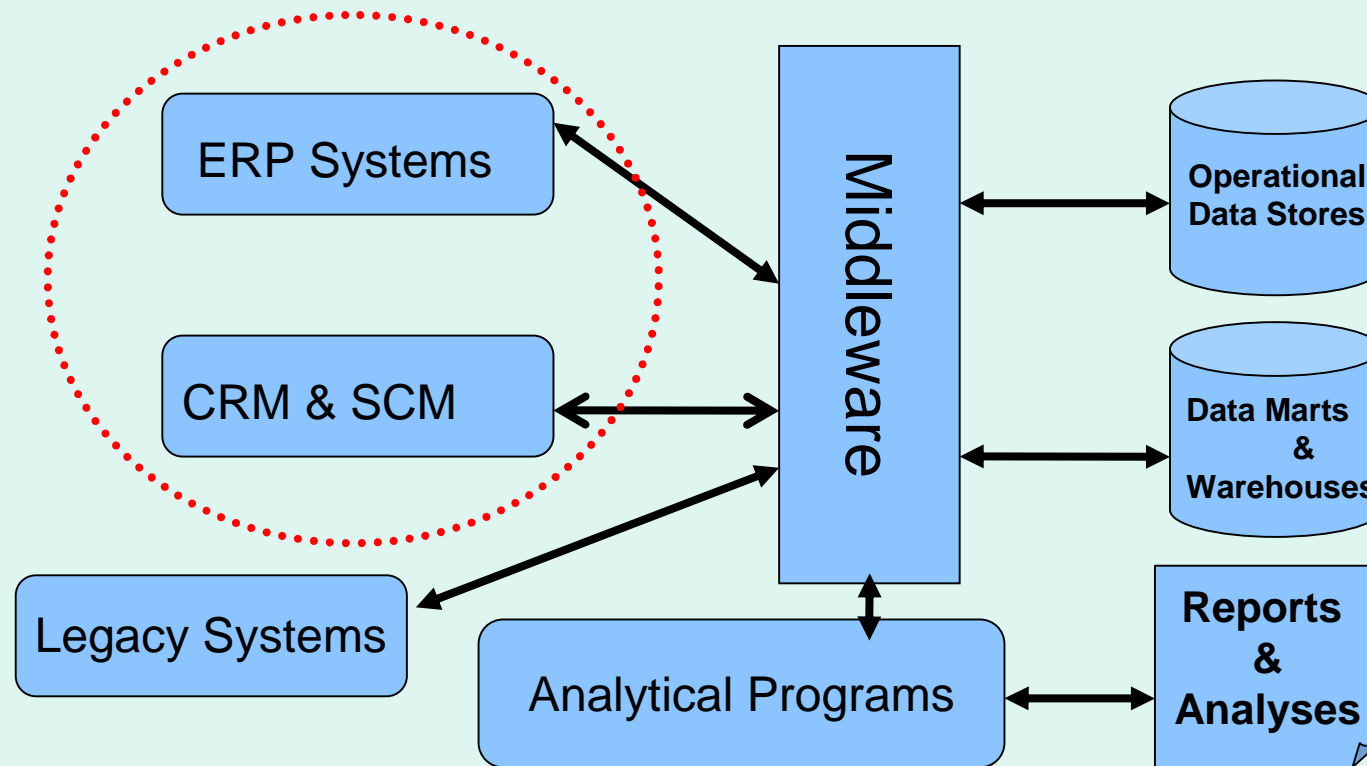 ERP Systems
CRM & SCM
Legacy Systems
Middleware
Analytical Programs
Operational
Data Stores
Data Marts
&
Warehouses
Reports
&
Analyses